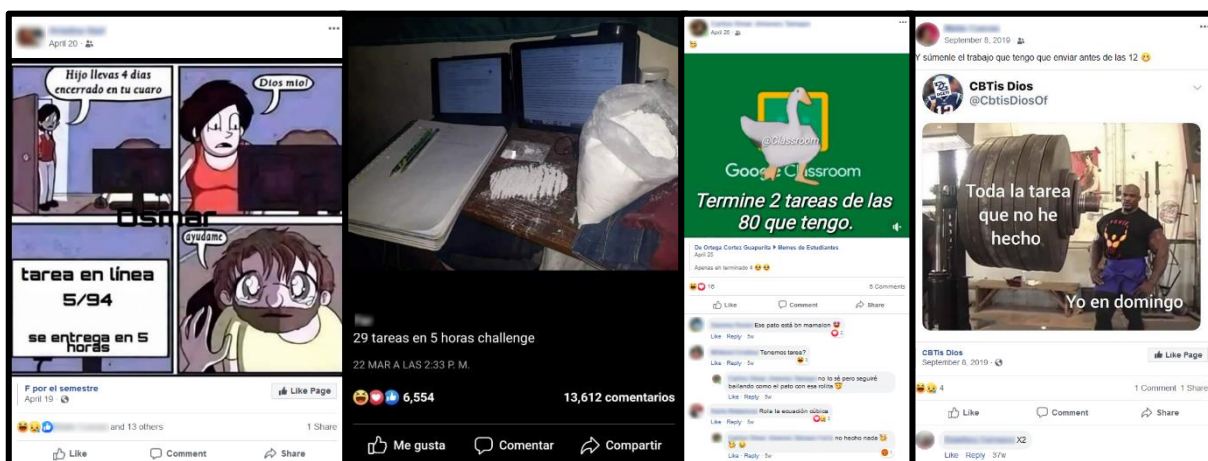 April 20
Hijo llevas 4 dias
encerrado en tu cuaro
Dios mio!
Osmar
tarea en línea
5/94
se entrega en 5
horas
ayudame
F por el semestre
April 19
Like Page
and 13 others
1 Share
Like Comment Share
29 tareas en 5 horas challenge
22 MAR A LAS 2:33 P. M.
6,554
13,612 comentarios
Me gusta Comentar Compartir
@Classroom
Google Classroom
Termine 2 tareas de las
80 que tengo.
De Ortega Cortez Guapurita ▸ Memes de Estudiantes
April 25
Apenas en terminado 4
16
8 Comments
Like Comment Share
Ese pato está bn mamalon
Like · Reply · 5w
Tenemos tarea?
Like · Reply · 5w
no lo sé pero seguiré
bailando como el pato con esa rolita
Like · Reply · 5w
Rola la ecuación cúbica
Like · Reply · 5w
no hecho nada
Like · Reply · 5w
September 8, 2019
Y súmenle el trabajo que tengo que enviar antes de las 12
CBTis Dios
@CbtisDiosOf
Toda la tarea
que no he
hecho
Yo en domingo
CBTis Dios
September 8, 2019
Like Page
4
1 Comment 1 Share
Like Comment Share
X2
Like · Reply · 37w